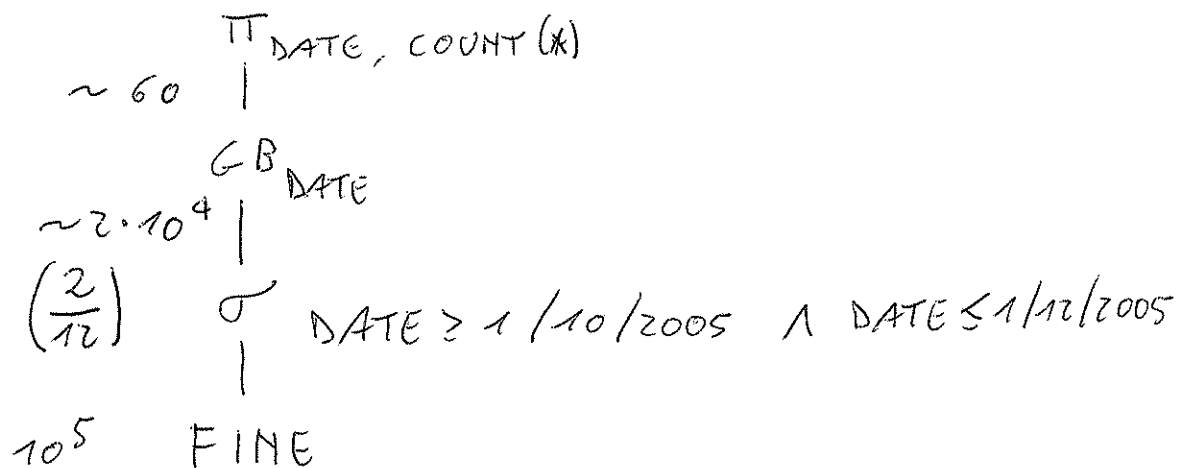 π DATE, COUNT(*)
~ 60
GB DATE
~2·10⁴
(2/12) σ DATE ≥ 1/10/2005 ∧ DATE ≤ 1/12/2005
10⁵ FINE